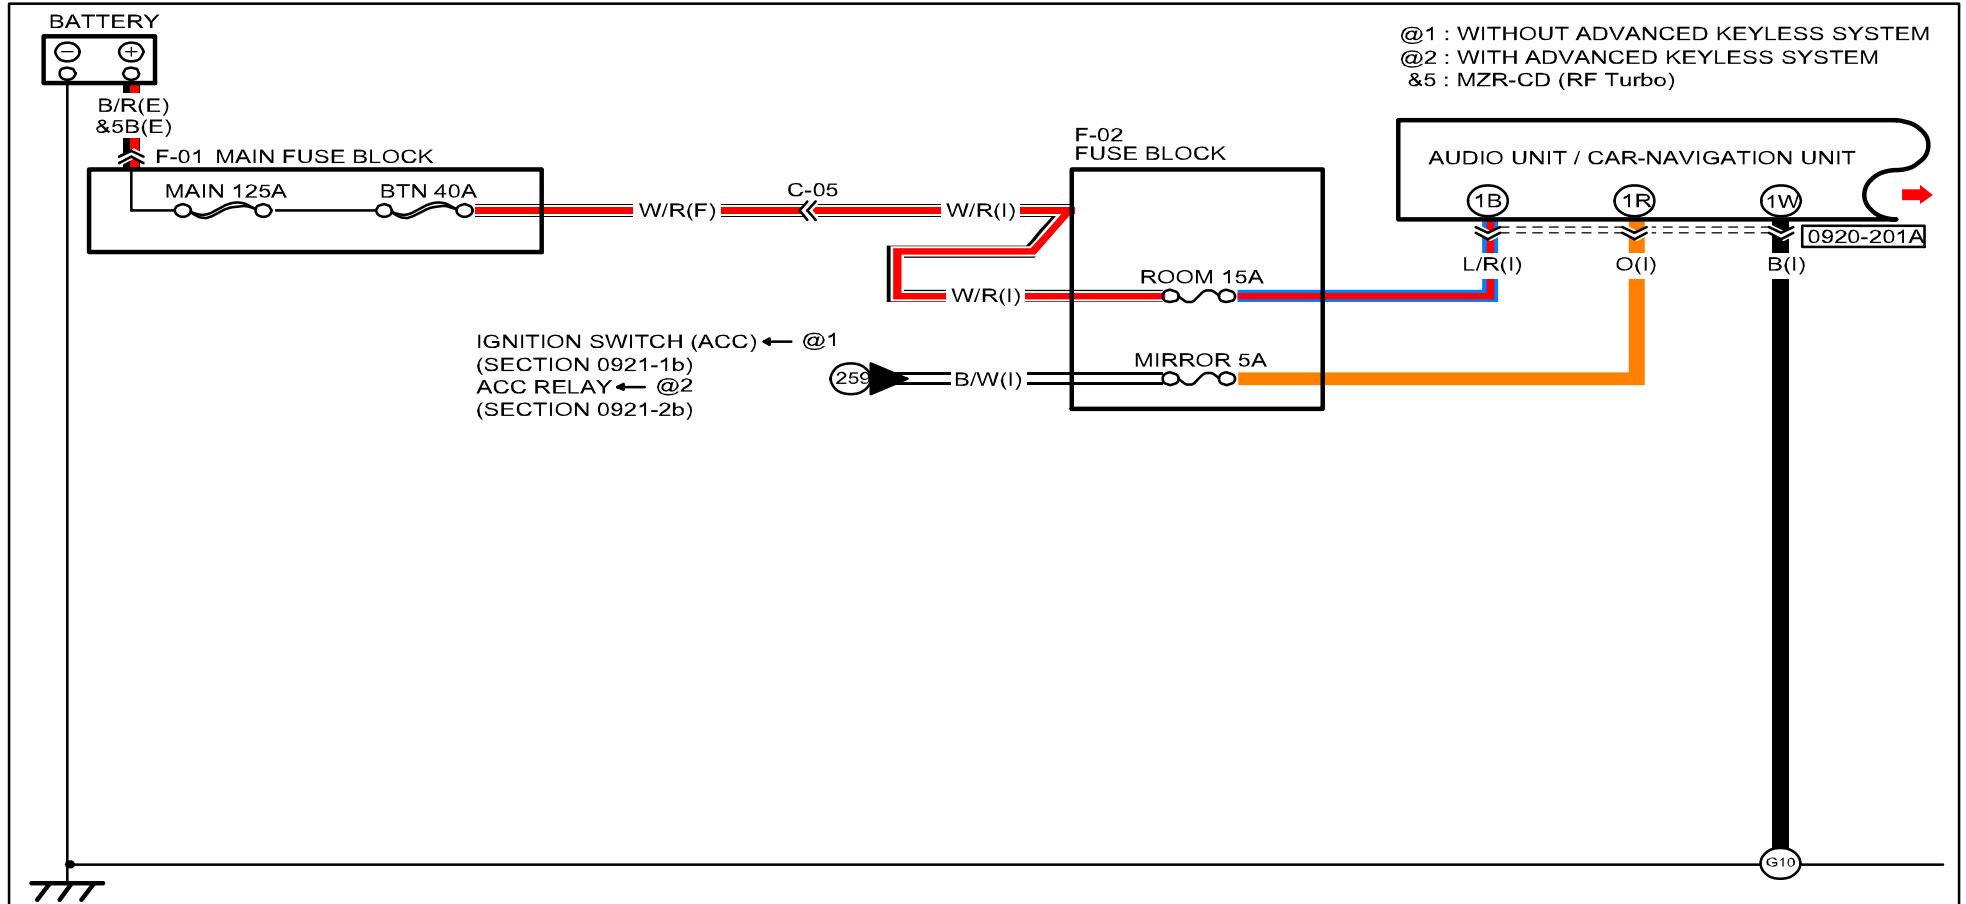 BATTERY
− +
B/R(E)
&5B(E)
F-01 MAIN FUSE BLOCK
MAIN 125A
BTN 40A
W/R(F)
C-05
W/R(I)
F-02
FUSE BLOCK
W/R(I)
ROOM 15A
IGNITION SWITCH (ACC) ← @1
(SECTION 0921-1b)
ACC RELAY ← @2
(SECTION 0921-2b)
259
B/W(I)
MIRROR 5A
@1 : WITHOUT ADVANCED KEYLESS SYSTEM
@2 : WITH ADVANCED KEYLESS SYSTEM
&5 : MZR-CD (RF Turbo)
AUDIO UNIT / CAR-NAVIGATION UNIT
1B
1R
1W
0920-201A
L/R(I)
O(I)
B(I)
G10